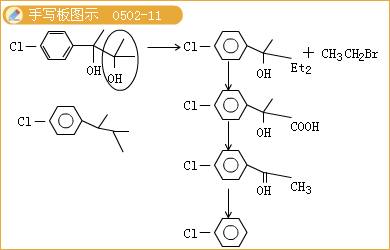 手写板图示 0502-11
Cl OH OH Cl OH Et2 + CH3CH2Br
Cl OH COOH
Cl
Cl OH CH3
Cl